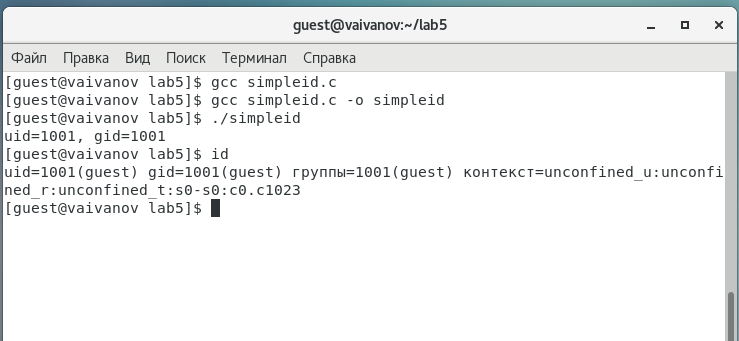 guest@vaivanov:~/lab5
Файл Правка Вид Поиск Терминал Справка
[guest@vaivanov lab5]$ gcc simpleid.c
[guest@vaivanov lab5]$ gcc simpleid.c -o simpleid
[guest@vaivanov lab5]$ ./simpleid
uid=1001, gid=1001
[guest@vaivanov lab5]$ id
uid=1001(guest) gid=1001(guest) группы=1001(guest) контекст=unconfined_u:unconfi
ned_r:unconfined_t:s0-s0:c0.c1023
[guest@vaivanov lab5]$